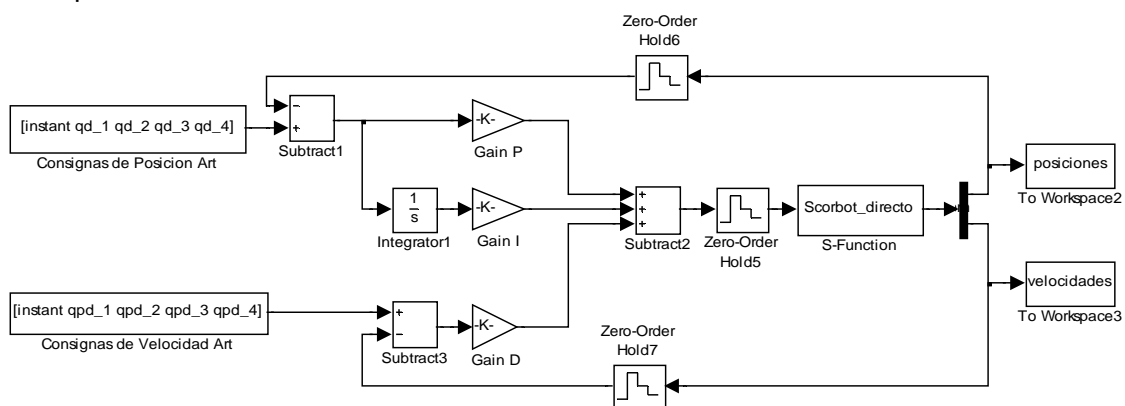 Zero-Order
Hold6
[instant qd_1 qd_2 qd_3 qd_4]
Consignas de Posicion Art
−
+
Subtract1
-K-
Gain P
1
s
Integrator1
-K-
Gain I
+
+
+
Subtract2
Zero-Order
Hold5
Scorbot_directo
S-Function
posiciones
To Workspace2
velocidades
To Workspace3
[instant qpd_1 qpd_2 qpd_3 qpd_4]
Consignas de Velocidad Art
+
−
Subtract3
-K-
Gain D
Zero-Order
Hold7